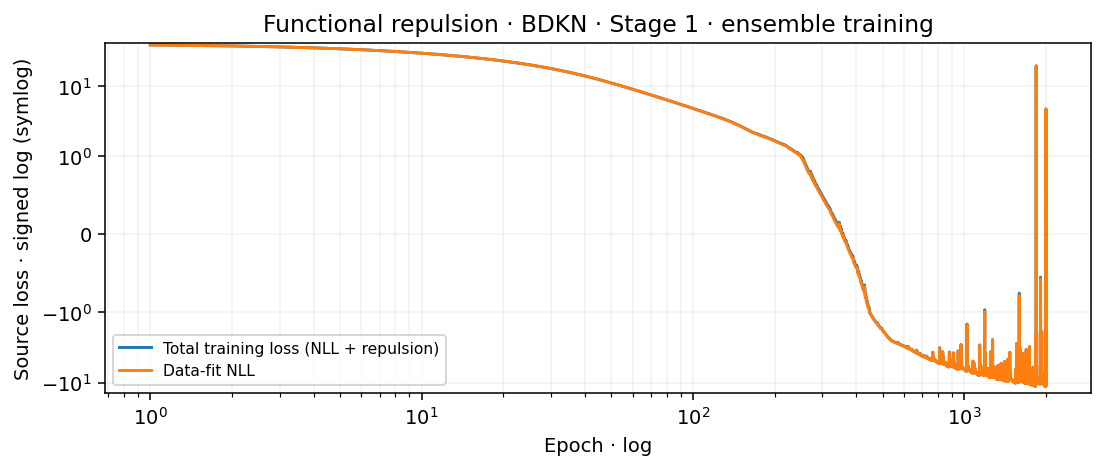 Functional repulsion · BDKN · Stage 1 · ensemble training
Source loss · signed log (symlog)
10¹
10⁰
0
−10⁰
−10¹
Total training loss (NLL + repulsion)
Data-fit NLL
10⁰ 10¹ 10² 10³
Epoch · log